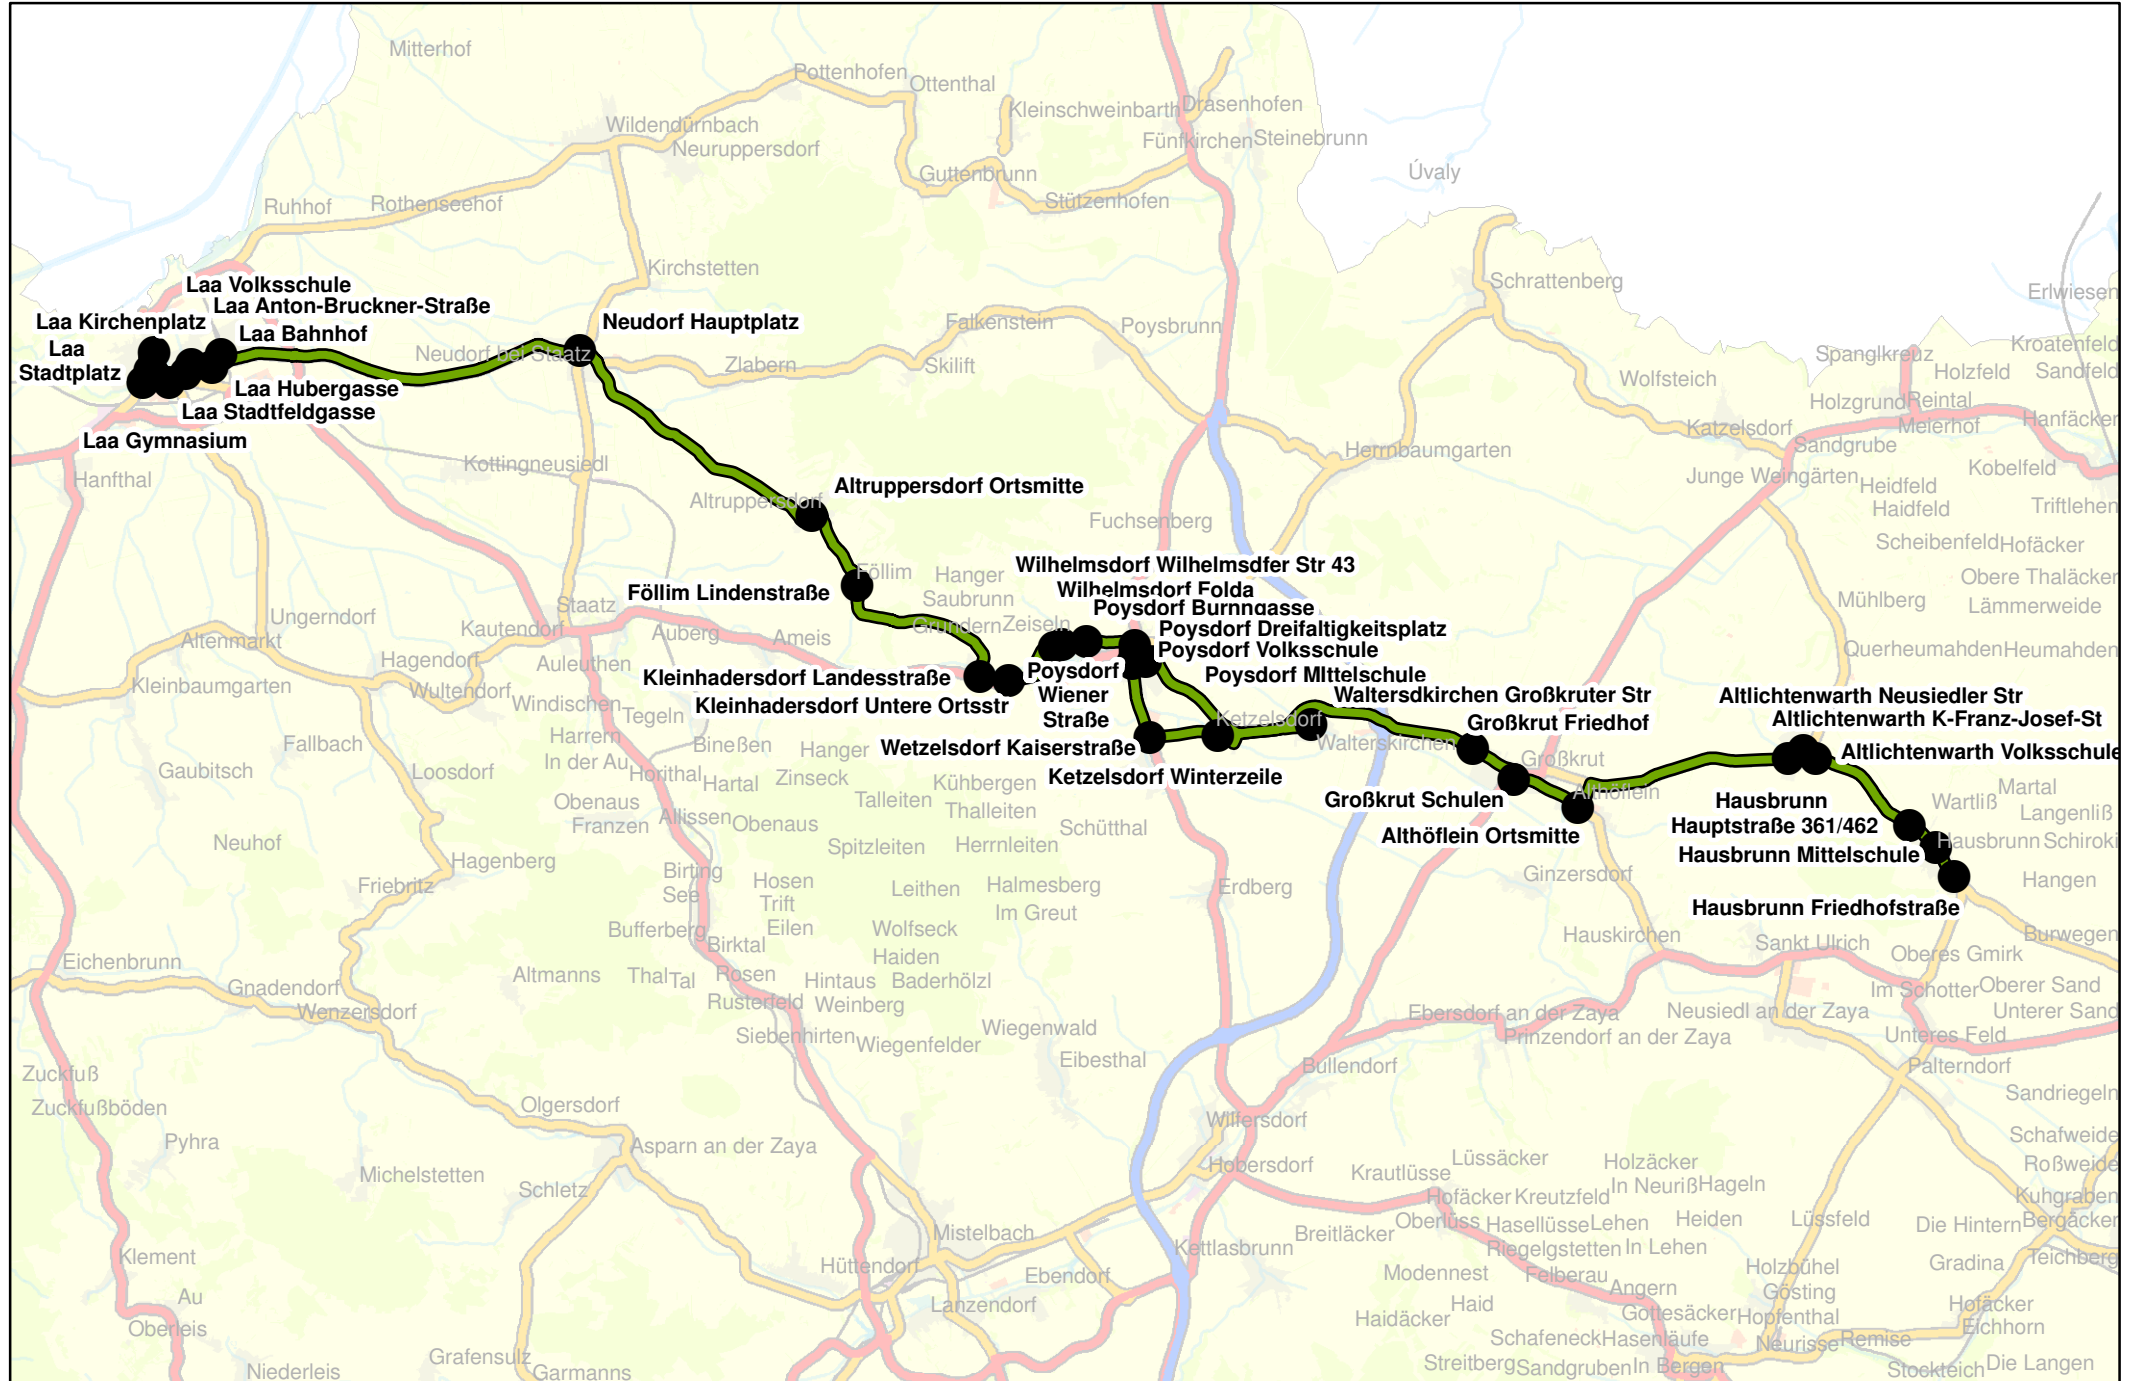 Mitterhof
Pottenhofen
Ottenthal
Kleinschweinbarth
Drasenhofen
Wildendürnbach
Neuruppersdorf
Fünfkirchen
Steinebrunn
Guttenbrunn
Úvaly
Stützenhofen
Ruhhof
Rothenseehof
Kirchstetten
Schrattenberg
Erlwiesen
Laa Volksschule
Laa Anton-Bruckner-Straße
Laa Kirchenplatz
Laa Bahnhof
Laa
Stadtplatz
Neudorf Hauptplatz
Neudorf bei Staatz
Falkenstein
Poysbrunn
Zlabern
Skilift
Laa Hubergasse
Laa Stadtfeldgasse
Laa Gymnasium
Hanfthal
Spanglkreuz
Kroatenfeld
Holzfeld
Sandfeld
Wolfsteich
Holzgrund
Reintal
Meierhof
Hanfäcker
Katzelsdorf
Sandgrube
Herrnbaumgarten
Kobelfeld
Junge Weingärten
Heidfeld
Haidfeld
Triftlehen
Kottingneusiedl
Altruppersdorf
Altruppersdorf Ortsmitte
Fuchsenberg
Scheibenfeld
Hofäcker
Obere Thaläcker
Mühlberg
Lämmerweide
Querheumahden
Heumahden
Föllim
Föllim Lindenstraße
Hanger
Saubrunn
Gründern
Zeiseln
Wilhelmsdorf Wilhelmsdfer Str 43
Wilhelmsdorf Folda
Poysdorf Burnngasse
Poysdorf Dreifaltigkeitsplatz
Poysdorf Volksschule
Poysdorf MIttelschule
Poysdorf
Wiener
Straße
Ungerndorf
Staatz
Altenmarkt
Kautendorf
Auberg
Ameis
Hagendorf
Auleuthen
Kleinbaumgarten
Wultendorf
Windischen
Tegeln
Kleinhadersdorf Landesstraße
Kleinhadersdorf Untere Ortsstr
Waltersdkirchen Großkruter Str
Ketzelsdorf
Walterskirchen
Großkrut Friedhof
Großkrut
Altlichtenwarth Neusiedler Str
Altlichtenwarth K-Franz-Josef-St
Altlichtenwarth Volksschule
Wetzelsdorf Kaiserstraße
Ketzelsdorf Winterzeile
Großkrut Schulen
Althöflein
Althöflein Ortsmitte
Hausbrunn
Hauptstraße 361/462
Hausbrunn Mittelschule
Hausbrunn
Schiroki
Hausbrunn Friedhofstraße
Martal
Wartliß
Langenliß
Hangen
Fallbach
Harrern
In der Au
Bineßen
Hanger
Gaubitsch
Loosdorf
Horithal
Hartal
Zinseck
Kühbergen
Obenaus
Franzen
Allissen
Obenaus
Talleiten
Thalleiten
Schütthal
Neuhof
Spitzleiten
Herrnleiten
Hagenberg
Friebritz
Birting
See
Hosen
Trift
Eilen
Leithen
Halmesberg
Im Greut
Erdberg
Ginzersdorf
Bufferberg
Birktal
Wolfseck
Haiden
Hauskirchen
Sankt Ulrich
Burwegen
Oberes Gmirk
Eichenbrunn
Gnadendorf
Altmanns
Thal
Tal
Rosen
Rusterfeld
Hintaus
Weinberg
Baderhölzl
Im Schotter
Oberer Sand
Unterer Sand
Wenzersdorf
Siebenhirten
Wiegenfelder
Wiegenwald
Eibesthal
Ebersdorf an der Zaya
Neusiedl an der Zaya
Prinzendorf an der Zaya
Unteres Feld
Zuckfuß
Zuckfußböden
Bullendorf
Palterndorf
Sandriegeln
Olgersdorf
Wilfersdorf
Pyhra
Asparn an der Zaya
Schafweide
Michelstetten
Schletz
Hobersdorf
Krautlüsse
Lüssäcker
Holzäcker
Roßweide
Hofäcker
Kreutzfeld
In Neuriß
Hageln
Kuhgraben
Mistelbach
Breitläcker
Oberlüss
Hasellüsse
Lehen
Heiden
Lüssfeld
Die Hintern
Bergäcker
Klement
Kettlasbrunn
Riegelgstetten
In Lehen
Teichberg
Hüttendorf
Ebendorf
Modennest
Felberau
Angern
Holzbühel
Gösting
Gradina
Au
Lanzendorf
Haidäcker
Haid
Gottesäcker
Hopfenthal
Hofäcker
Eichhorn
Oberleis
Schafeneck
Hasenläufe
Neurisse
Remise
Niederleis
Grafensulz
Garmanns
Streitberg
Sandgruben
In Bergen
Stockteich
Die Langen